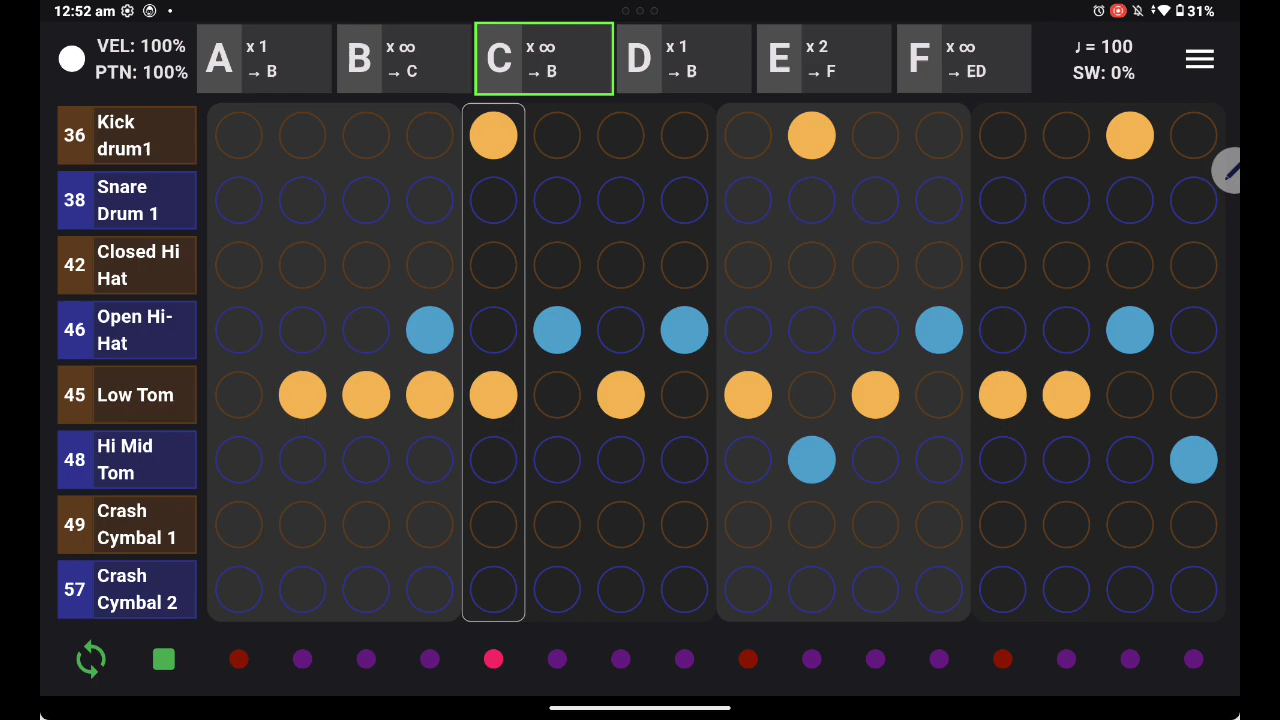 12:52 am
31%
VEL: 100%
PTN: 100%
A x 1 → B
B x ∞ → C
C x ∞ → B
D x 1 → B
E x 2 → F
F x ∞ → ED
♩ = 100
SW: 0%
36 Kick drum1
38 Snare Drum 1
42 Closed Hi Hat
46 Open Hi-Hat
45 Low Tom
48 Hi Mid Tom
49 Crash Cymbal 1
57 Crash Cymbal 2